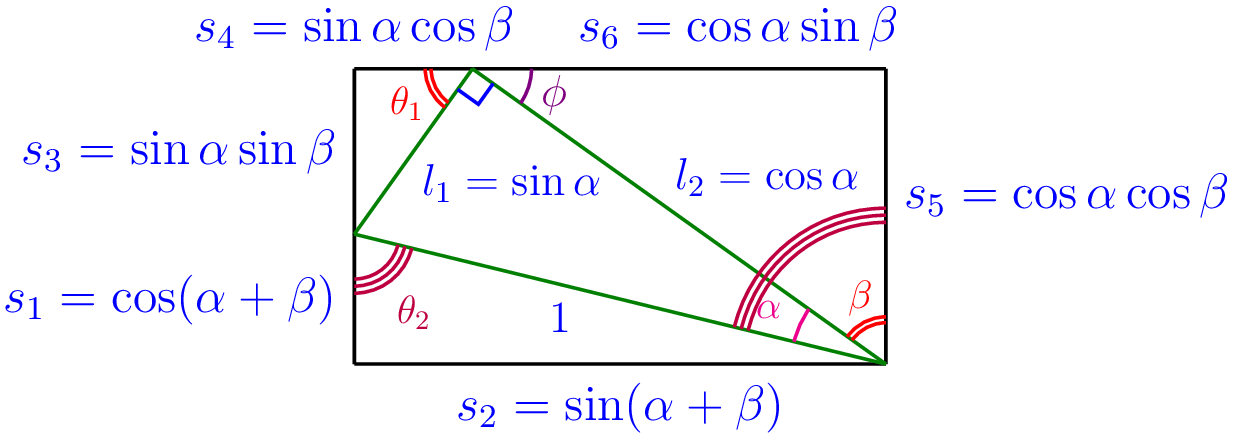 s₄ = sin α cos β
s₆ = cos α sin β
θ₁
ϕ
s₃ = sin α sin β
l₁ = sin α
l₂ = cos α
s₅ = cos α cos β
s₁ = cos(α + β)
θ₂
1
α
β
s₂ = sin(α + β)